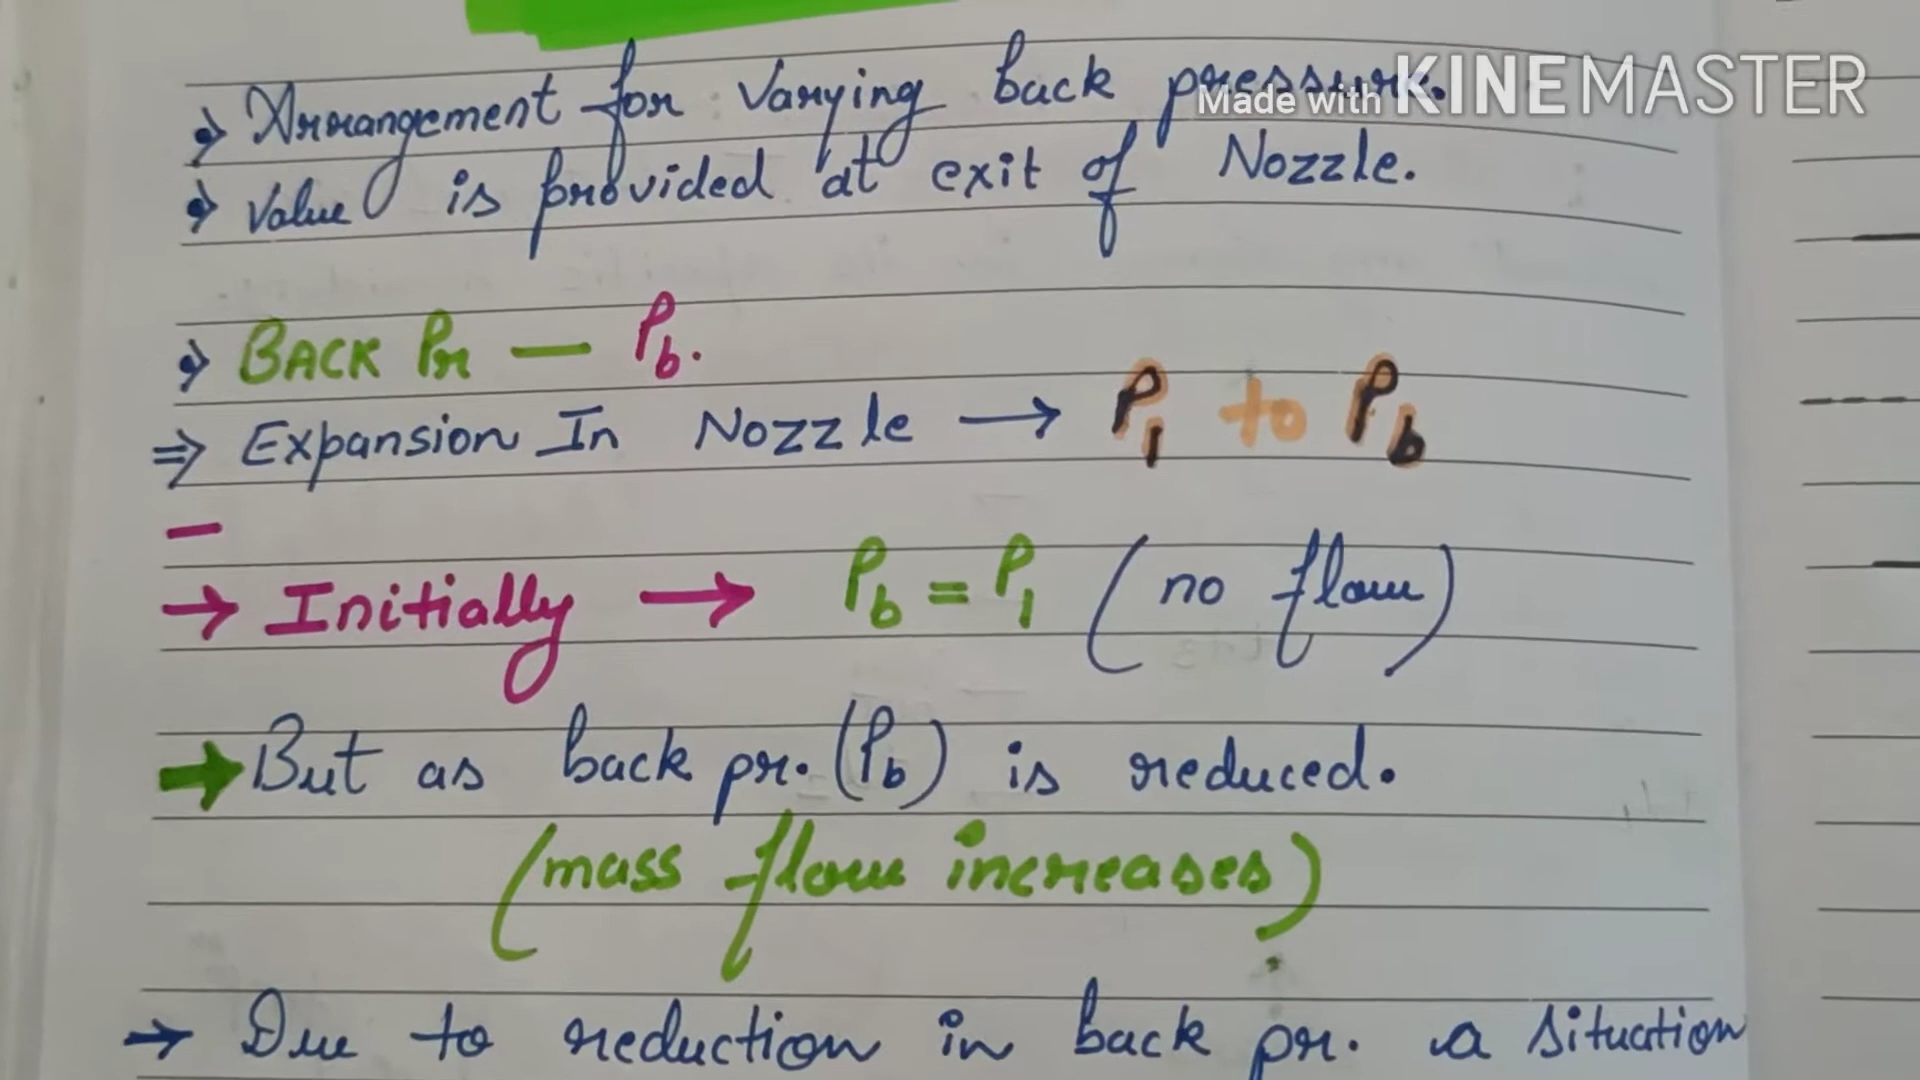 → Arrangement for varying back pressure.
Made with KINEMASTER
→ Value is provided at exit of Nozzle.
→ BACK Pr — Pb.
⇒ Expansion In Nozzle → P1 to Pb
–
→ Initially → Pb = P1 (no flow)
→ But as back pr. (Pb) is reduced.
(mass flow increases)
→ Due to reduction in back pr. a situation